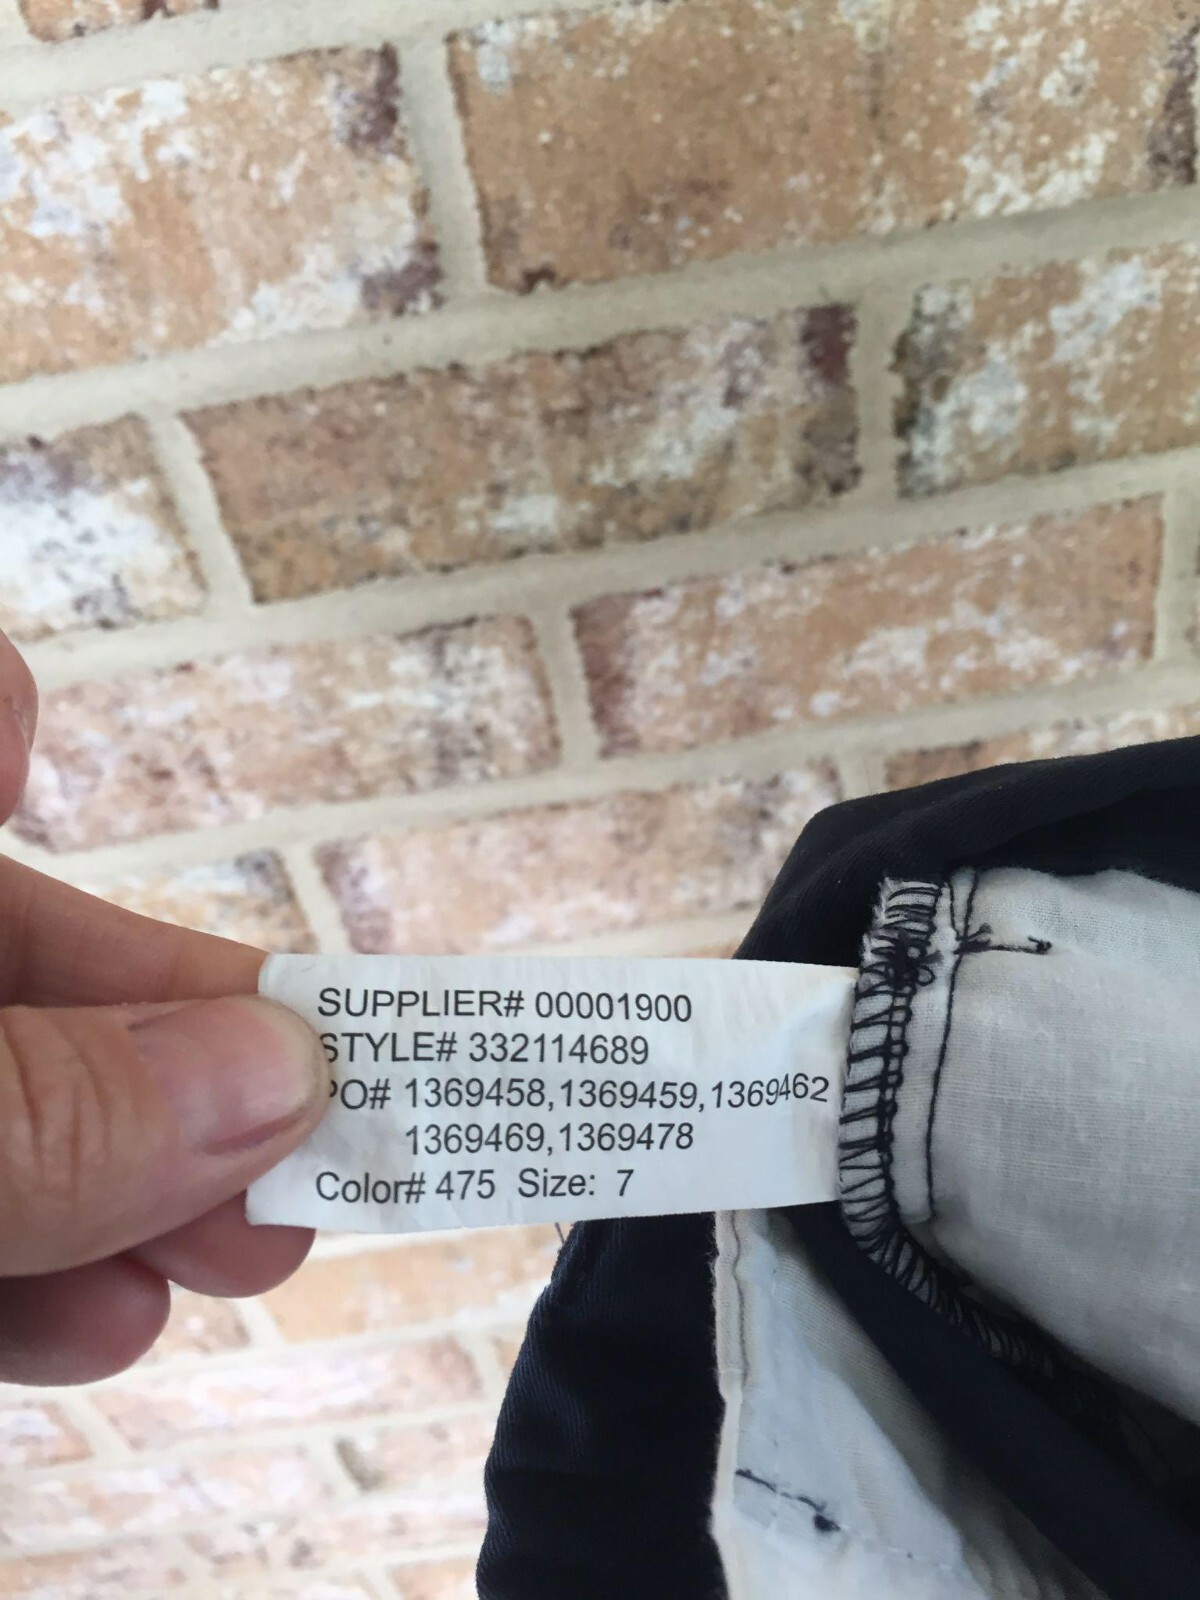 SUPPLIER# 00001900
STYLE# 332114689
PO# 1369458,1369459,1369462
1369469,1369478
Color# 475 Size: 7